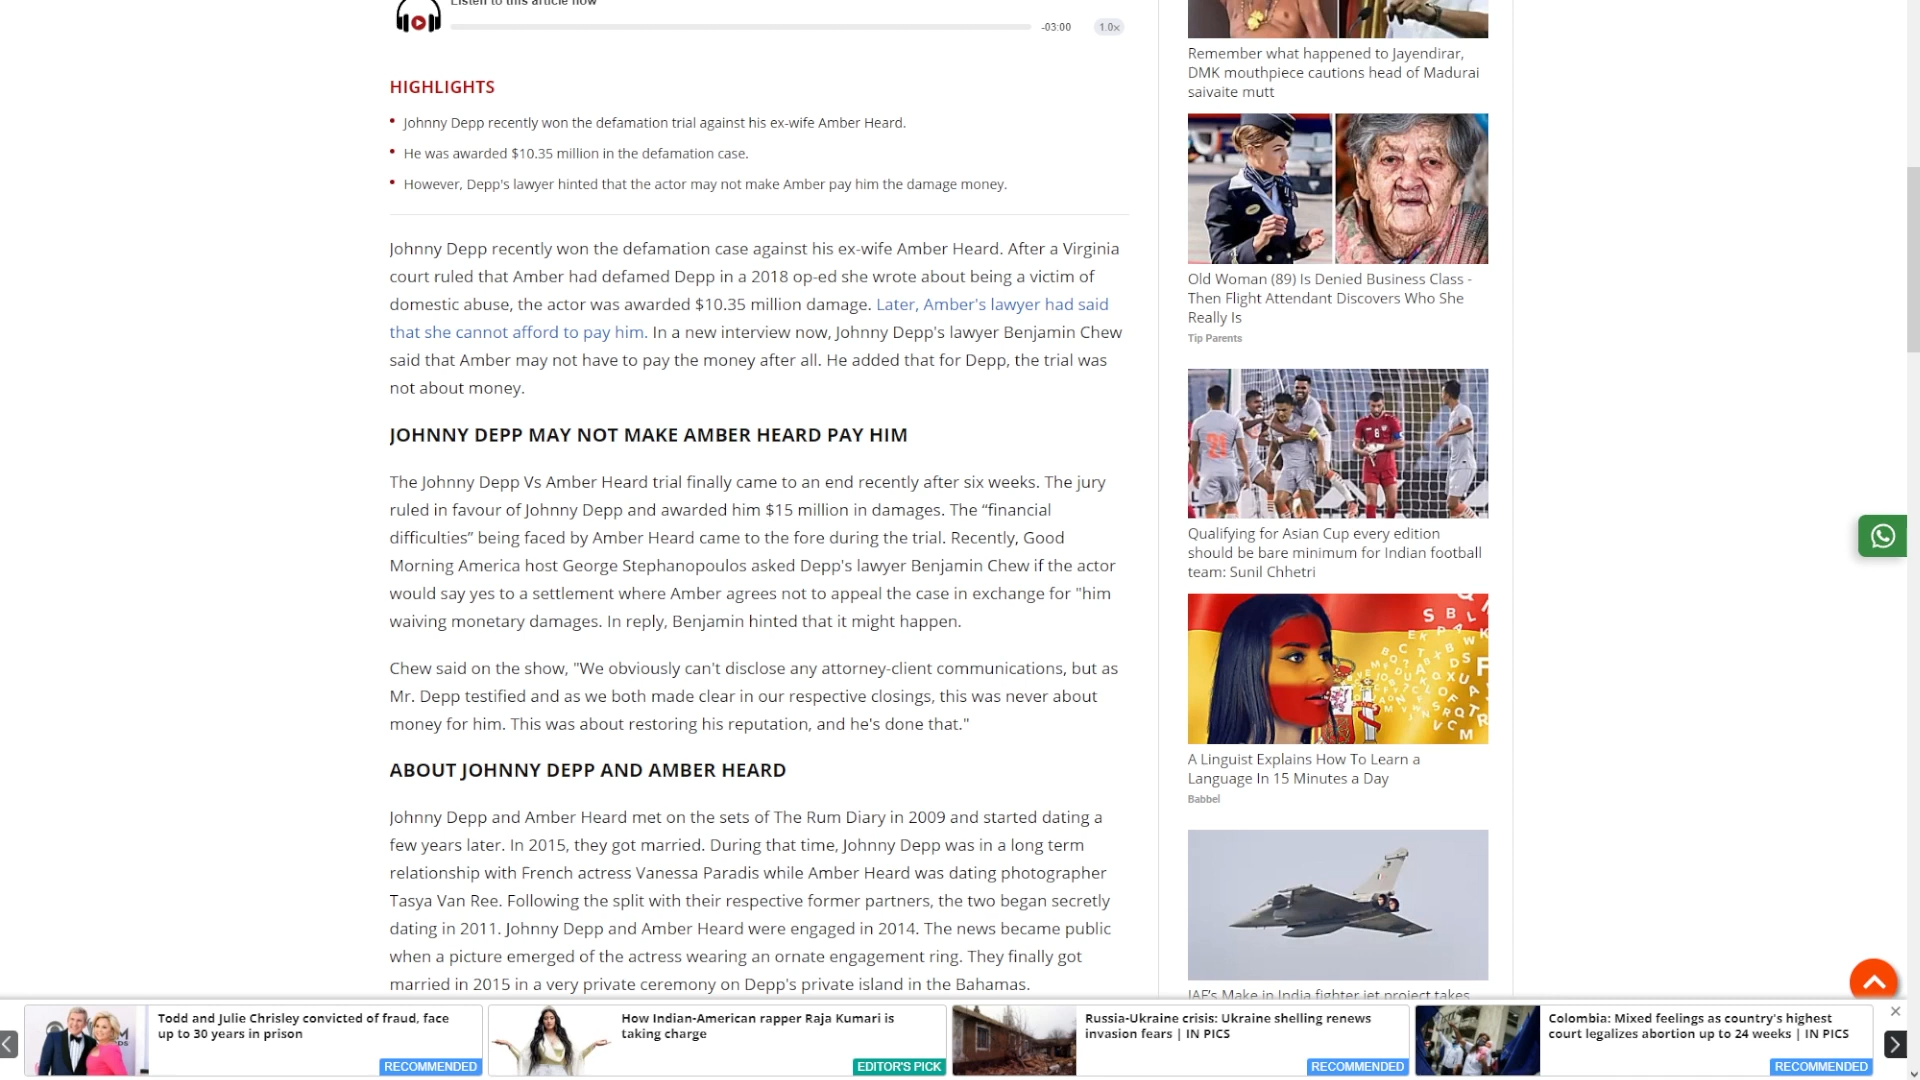 Listen to this article now
-03:00
1.0x
HIGHLIGHTS
Johnny Depp recently won the defamation trial against his ex-wife Amber Heard.
He was awarded $10.35 million in the defamation case.
However, Depp's lawyer hinted that the actor may not make Amber pay him the damage money.
Johnny Depp recently won the defamation case against his ex-wife Amber Heard. After a Virginia
court ruled that Amber had defamed Depp in a 2018 op-ed she wrote about being a victim of
domestic abuse, the actor was awarded $10.35 million damage. Later, Amber's lawyer had said
that she cannot afford to pay him. In a new interview now, Johnny Depp's lawyer Benjamin Chew
said that Amber may not have to pay the money after all. He added that for Depp, the trial was
not about money.
JOHNNY DEPP MAY NOT MAKE AMBER HEARD PAY HIM
The Johnny Depp Vs Amber Heard trial finally came to an end recently after six weeks. The jury
ruled in favour of Johnny Depp and awarded him $15 million in damages. The “financial
difficulties” being faced by Amber Heard came to the fore during the trial. Recently, Good
Morning America host George Stephanopoulos asked Depp's lawyer Benjamin Chew if the actor
would say yes to a settlement where Amber agrees not to appeal the case in exchange for "him
waiving monetary damages. In reply, Benjamin hinted that it might happen.
Chew said on the show, "We obviously can't disclose any attorney-client communications, but as
Mr. Depp testified and as we both made clear in our respective closings, this was never about
money for him. This was about restoring his reputation, and he's done that."
ABOUT JOHNNY DEPP AND AMBER HEARD
Johnny Depp and Amber Heard met on the sets of The Rum Diary in 2009 and started dating a
few years later. In 2015, they got married. During that time, Johnny Depp was in a long term
relationship with French actress Vanessa Paradis while Amber Heard was dating photographer
Tasya Van Ree. Following the split with their respective former partners, the two began secretly
dating in 2011. Johnny Depp and Amber Heard were engaged in 2014. The news became public
when a picture emerged of the actress wearing an ornate engagement ring. They finally got
married in 2015 in a very private ceremony on Depp's private island in the Bahamas.
Remember what happened to Jayendirar,
DMK mouthpiece cautions head of Madurai
saivaite mutt
Old Woman (89) Is Denied Business Class -
Then Flight Attendant Discovers Who She
Really Is
Tip Parents
Qualifying for Asian Cup every edition
should be bare minimum for Indian football
team: Sunil Chhetri
A Linguist Explains How To Learn a
Language In 15 Minutes a Day
Babbel
IAF's Make in India fighter jet project takes
Todd and Julie Chrisley convicted of fraud, face
up to 30 years in prison
RECOMMENDED
How Indian-American rapper Raja Kumari is
taking charge
EDITOR'S PICK
Russia-Ukraine crisis: Ukraine shelling renews
invasion fears | IN PICS
RECOMMENDED
Colombia: Mixed feelings as country's highest
court legalizes abortion up to 24 weeks | IN PICS
RECOMMENDED